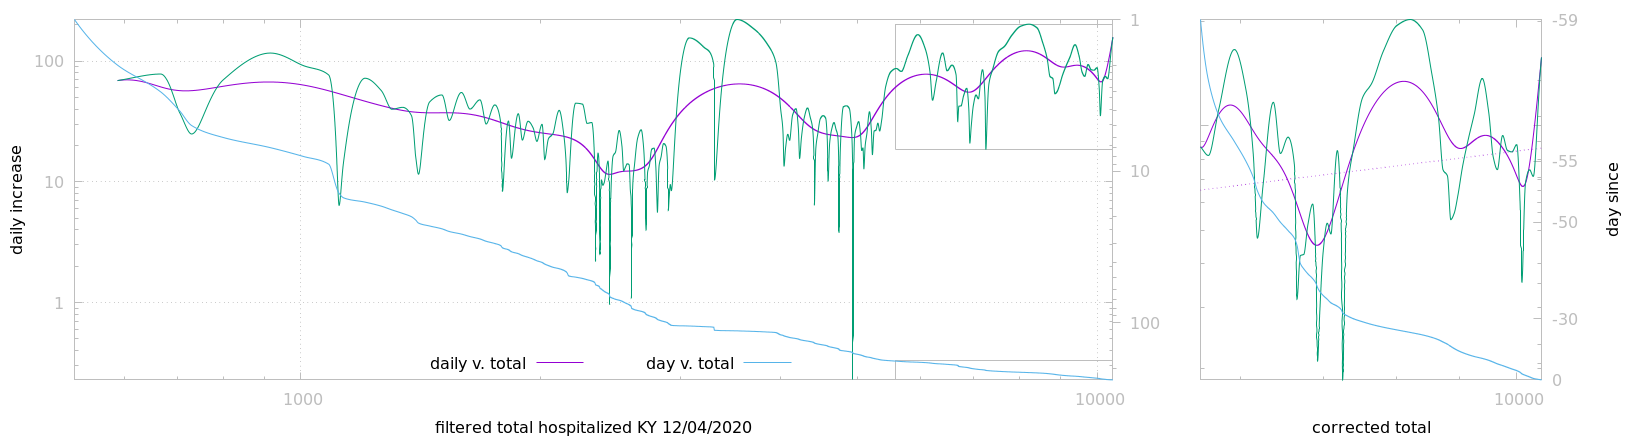 100
10
1
daily increase
1
10
100
daily v. total
day v. total
1000
10000
filtered total hospitalized KY 12/04/2020
-59
-55
-50
-30
0
day since
10000
corrected total